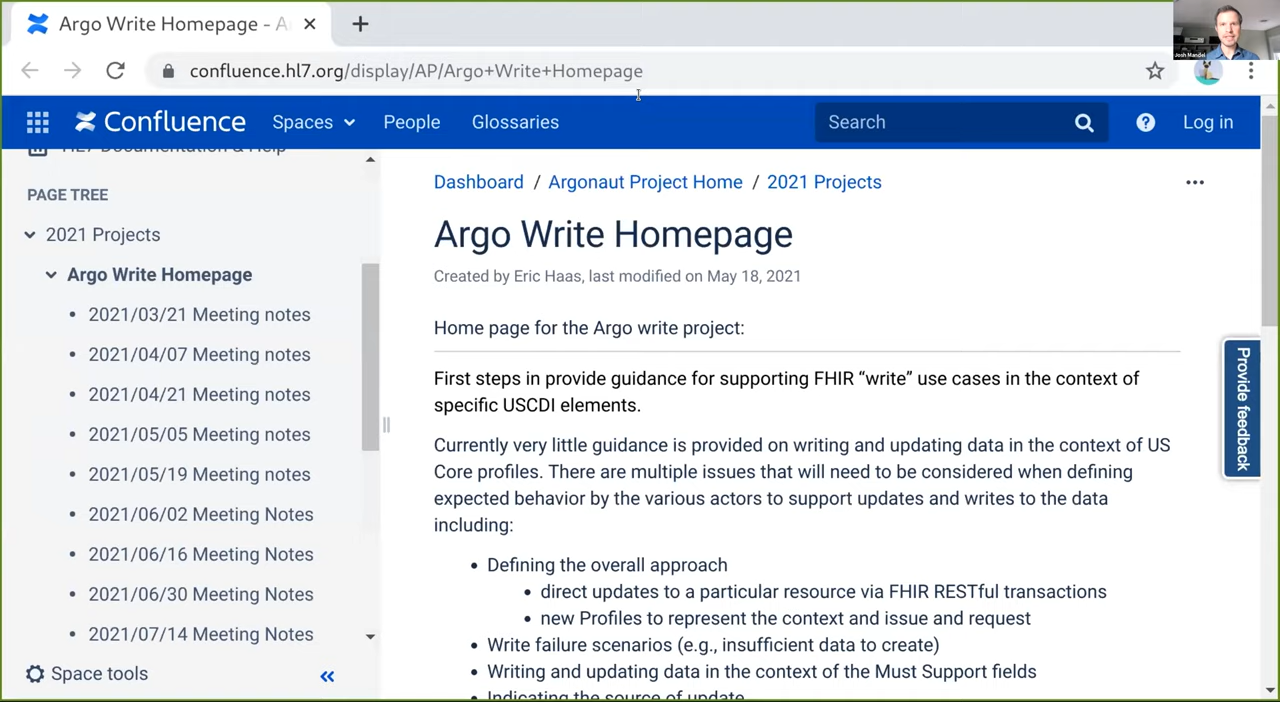 Argo Write Homepage - A
confluence.hl7.org/display/AP/Argo+Write+Homepage
Josh Mandel
Confluence
Spaces
People
Glossaries
Search
Log in
HL7 Documentation & Help
PAGE TREE
2021 Projects
Argo Write Homepage
2021/03/21 Meeting notes
2021/04/07 Meeting notes
2021/04/21 Meeting notes
2021/05/05 Meeting notes
2021/05/19 Meeting notes
2021/06/02 Meeting Notes
2021/06/16 Meeting Notes
2021/06/30 Meeting Notes
2021/07/14 Meeting Notes
Space tools
Dashboard / Argonaut Project Home / 2021 Projects
Argo Write Homepage
Created by Eric Haas, last modified on May 18, 2021
Home page for the Argo write project:
First steps in provide guidance for supporting FHIR “write” use cases in the context of
specific USCDI elements.
Currently very little guidance is provided on writing and updating data in the context of US
Core profiles. There are multiple issues that will need to be considered when defining
expected behavior by the various actors to support updates and writes to the data
including:
• Defining the overall approach
• direct updates to a particular resource via FHIR RESTful transactions
• new Profiles to represent the context and issue and request
• Write failure scenarios (e.g., insufficient data to create)
• Writing and updating data in the context of the Must Support fields
• Indicating the source of update
Provide feedback